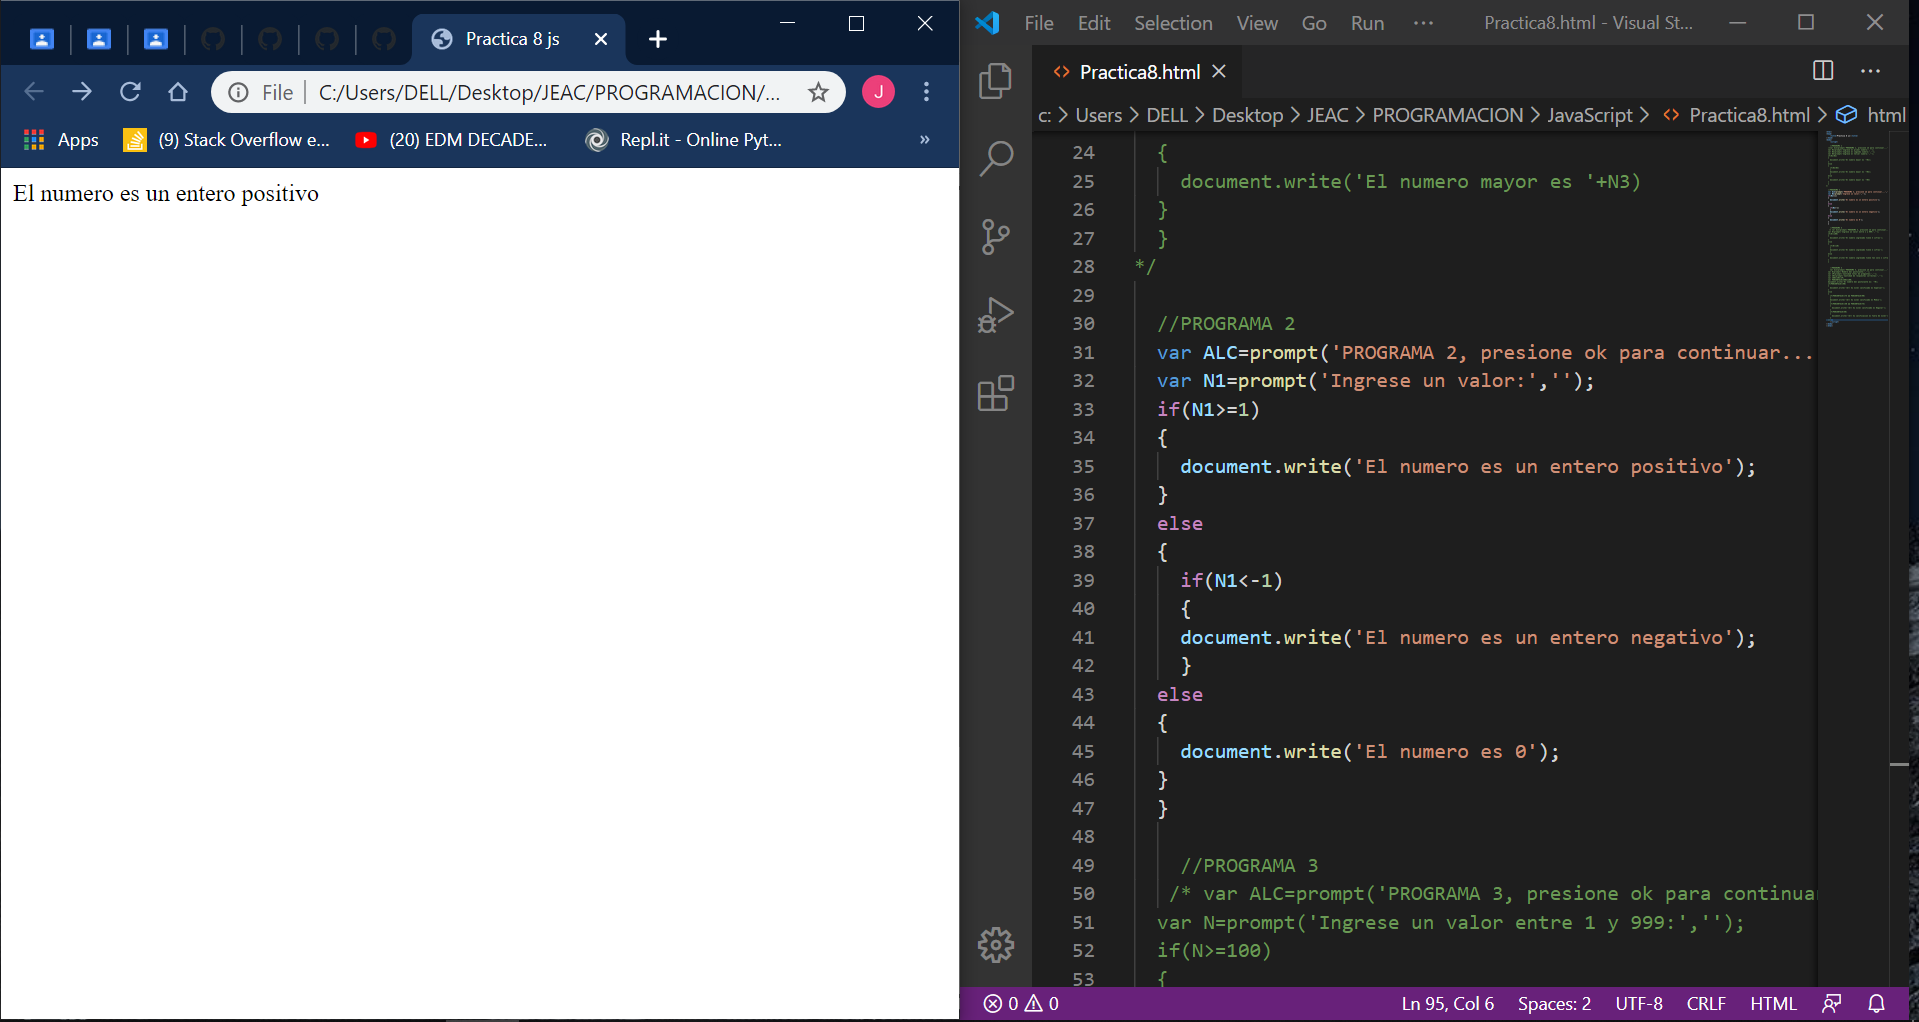 Practica 8 js
File C:/Users/DELL/Desktop/JEAC/PROGRAMACION/...
J
Apps (9) Stack Overflow e... (20) EDM DECADE... Repl.it - Online Pyt... »
El numero es un entero positivo
File Edit Selection View Go Run ··· Practica8.html - Visual St...
<> Practica8.html ···
c: > Users > DELL > Desktop > JEAC > PROGRAMACION > JavaScript > <> Practica8.html > html
24 {
25 document.write('El numero mayor es '+N3)
26 }
27 }
28 */
29
30 //PROGRAMA 2
31 var ALC=prompt('PROGRAMA 2, presione ok para continuar...
32 var N1=prompt('Ingrese un valor:','');
33 if(N1>=1)
34 {
35 document.write('El numero es un entero positivo');
36 }
37 else
38 {
39 if(N1<-1)
40 {
41 document.write('El numero es un entero negativo');
42 }
43 else
44 {
45 document.write('El numero es 0');
46 }
47 }
48
49 //PROGRAMA 3
50 /* var ALC=prompt('PROGRAMA 3, presione ok para continua
51 var N=prompt('Ingrese un valor entre 1 y 999:','');
52 if(N>=100)
53 {
0 0 Ln 95, Col 6 Spaces: 2 UTF-8 CRLF HTML